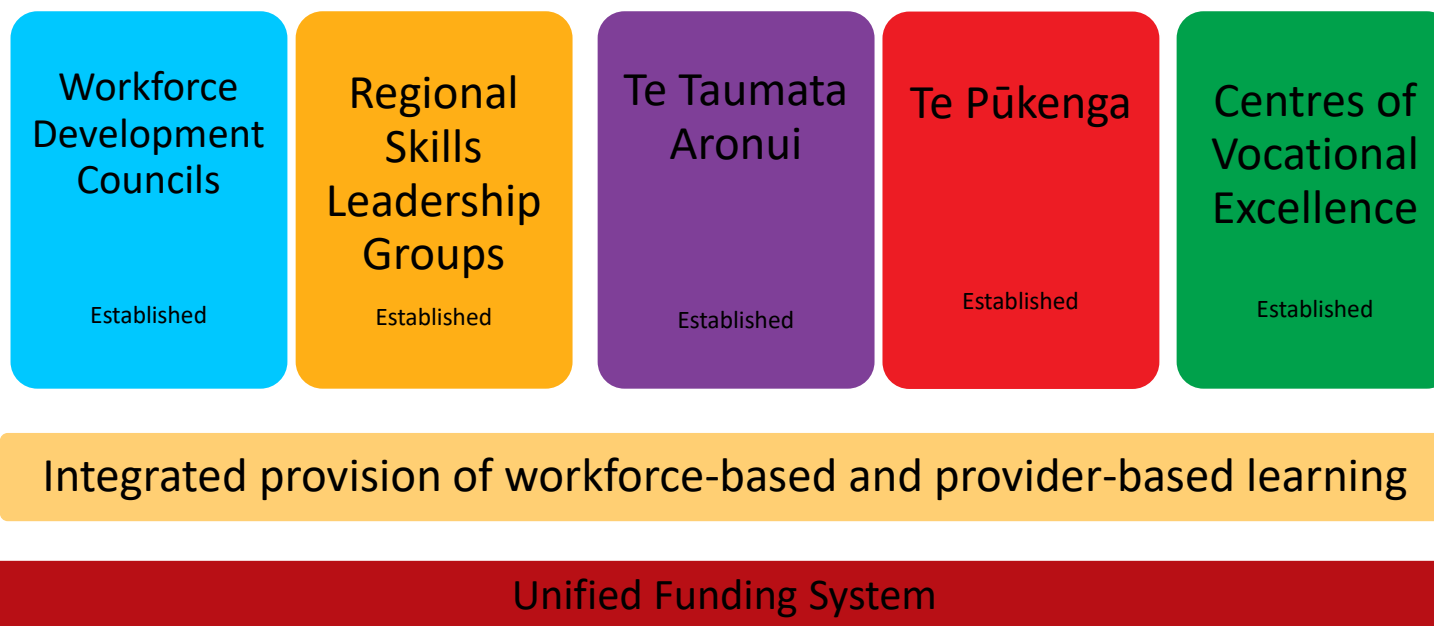 Workforce
Development
Councils
Established
Regional
Skills
Leadership
Groups
Established
Te Taumata
Aronui
Established
Te Pūkenga
Established
Centres of
Vocational
Excellence
Established
Integrated provision of workforce-based and provider-based learning
Unified Funding System